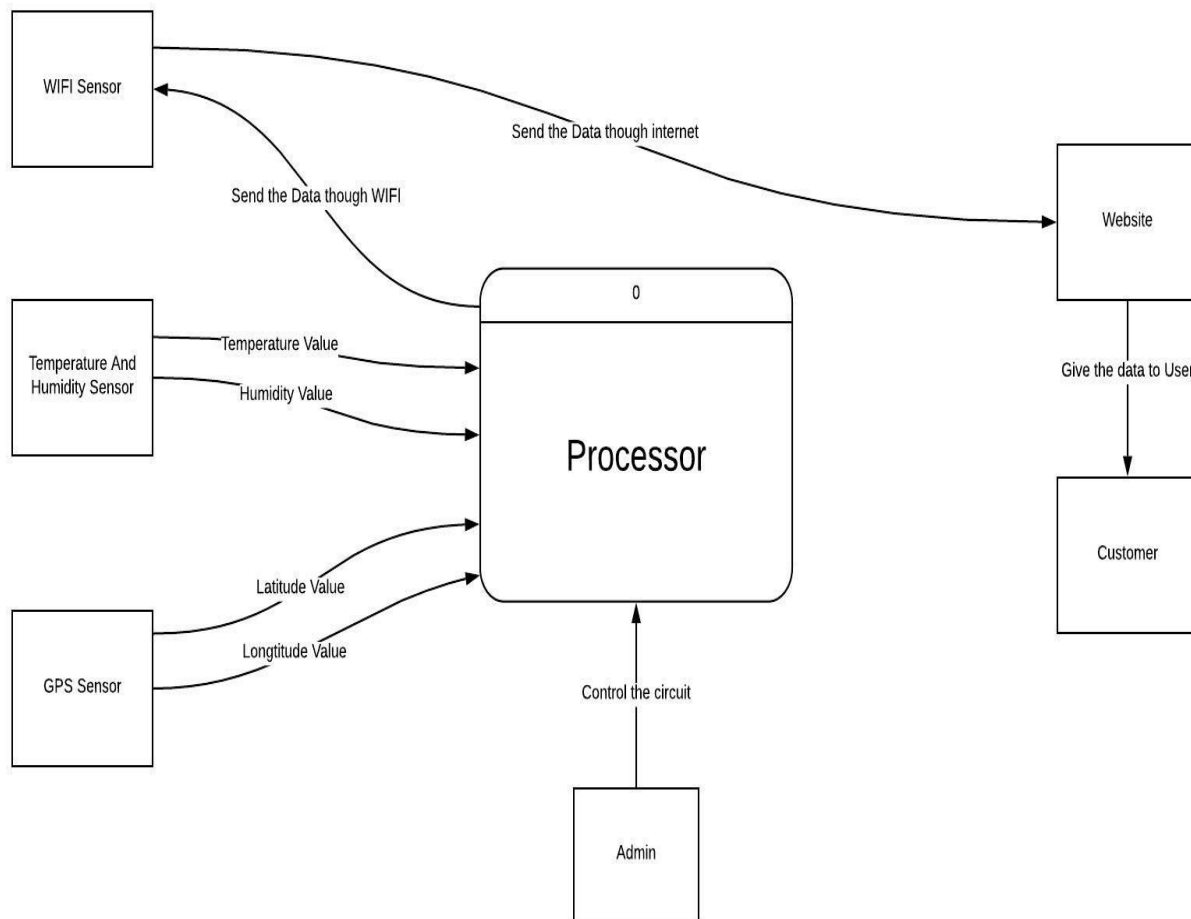 WIFI Sensor
Send the Data though internet
Send the Data though WIFI
Website
0
Temperature Value
Temperature And
Humidity Sensor
Humidity Value
Give the data to User
Processor
Customer
Latitude Value
Longtitude Value
GPS Sensor
Control the circuit
Admin